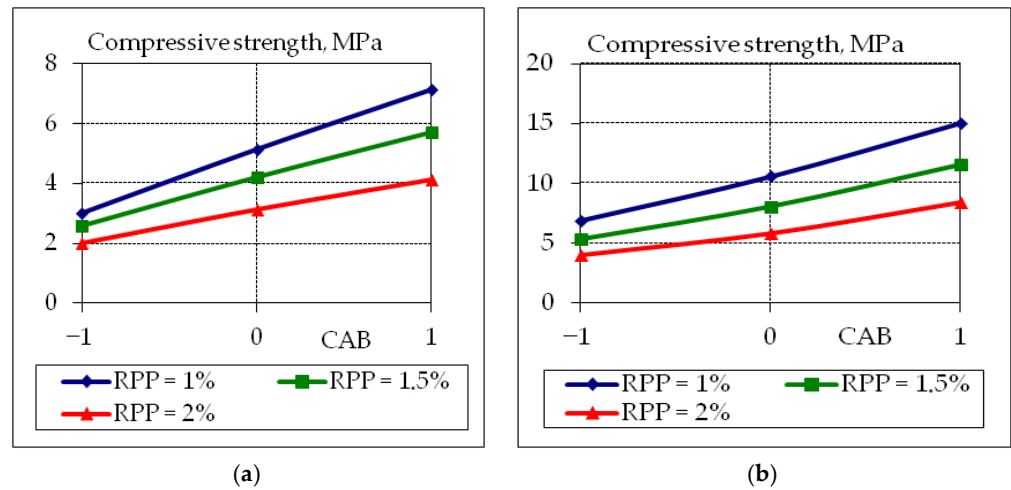 Compressive strength, MPa
8
6
4
2
0
−1 0 CAB 1
RPP = 1% RPP = 1.5%
RPP = 2%
(a)
Compressive strength, MPa
20
15
10
5
0
−1 0 CAB 1
RPP = 1% RPP = 1.5%
RPP = 2%
(b)